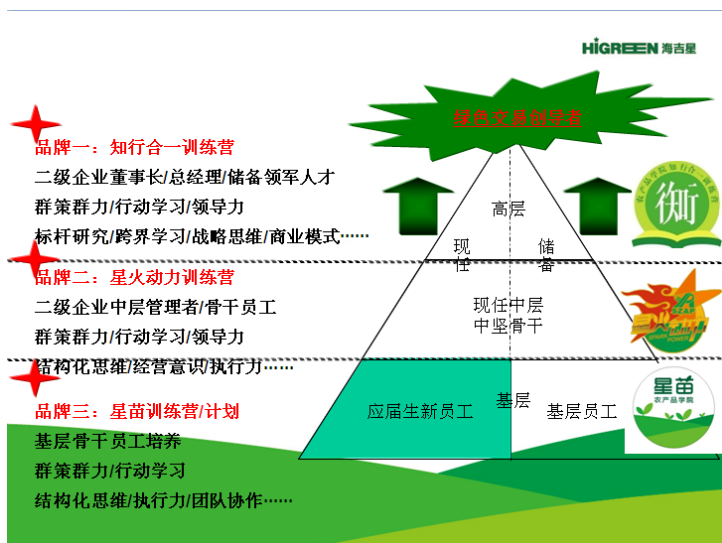 HIGREEN 海吉星
绿色交易创导者
品牌一：知行合一训练营
二级企业董事长/总经理/储备领军人才
群策群力/行动学习/领导力
标杆研究/跨界学习/战略思维/商业模式……
高层
现任
储备
品牌二：星火动力训练营
二级企业中层管理者/骨干员工
群策群力/行动学习/领导力
结构化思维/经营意识/执行力……
现任中层
中坚骨干
SZAP
品牌三：星苗训练营/计划
基层骨干员工培养
群策群力/行动学习
结构化思维/执行力/团队协作……
应届生新员工
基层
基层员工
星苗
农产品学院